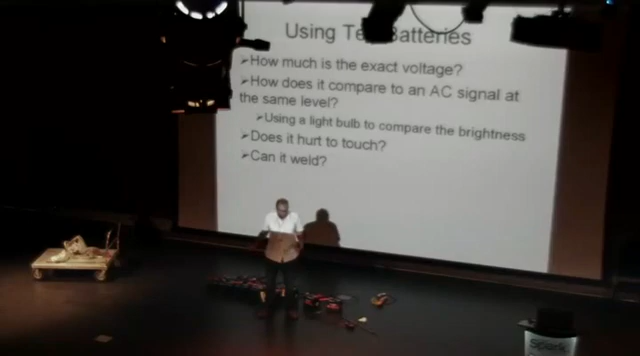 Using Te Batteries
➢How much is the exact voltage?
➢How does it compare to an AC signal at
the same level?
➢Using a light bulb to compare the brightness
➢Does it hurt to touch?
➢Can it weld?